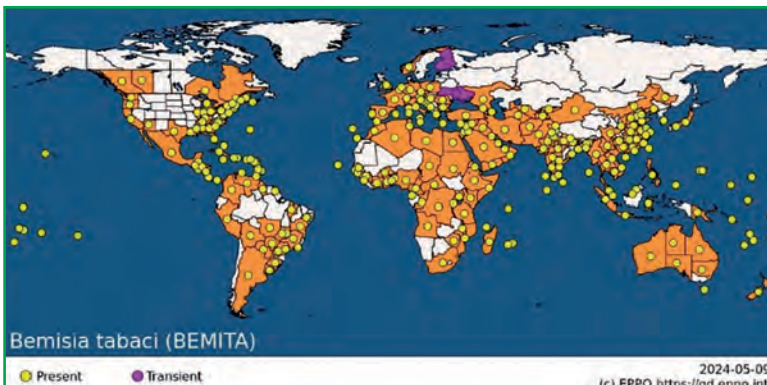 Bemisia tabaci (BEMITA)
Present
Transient
2024-05-09
(c) EPPO https://gd.eppo.int